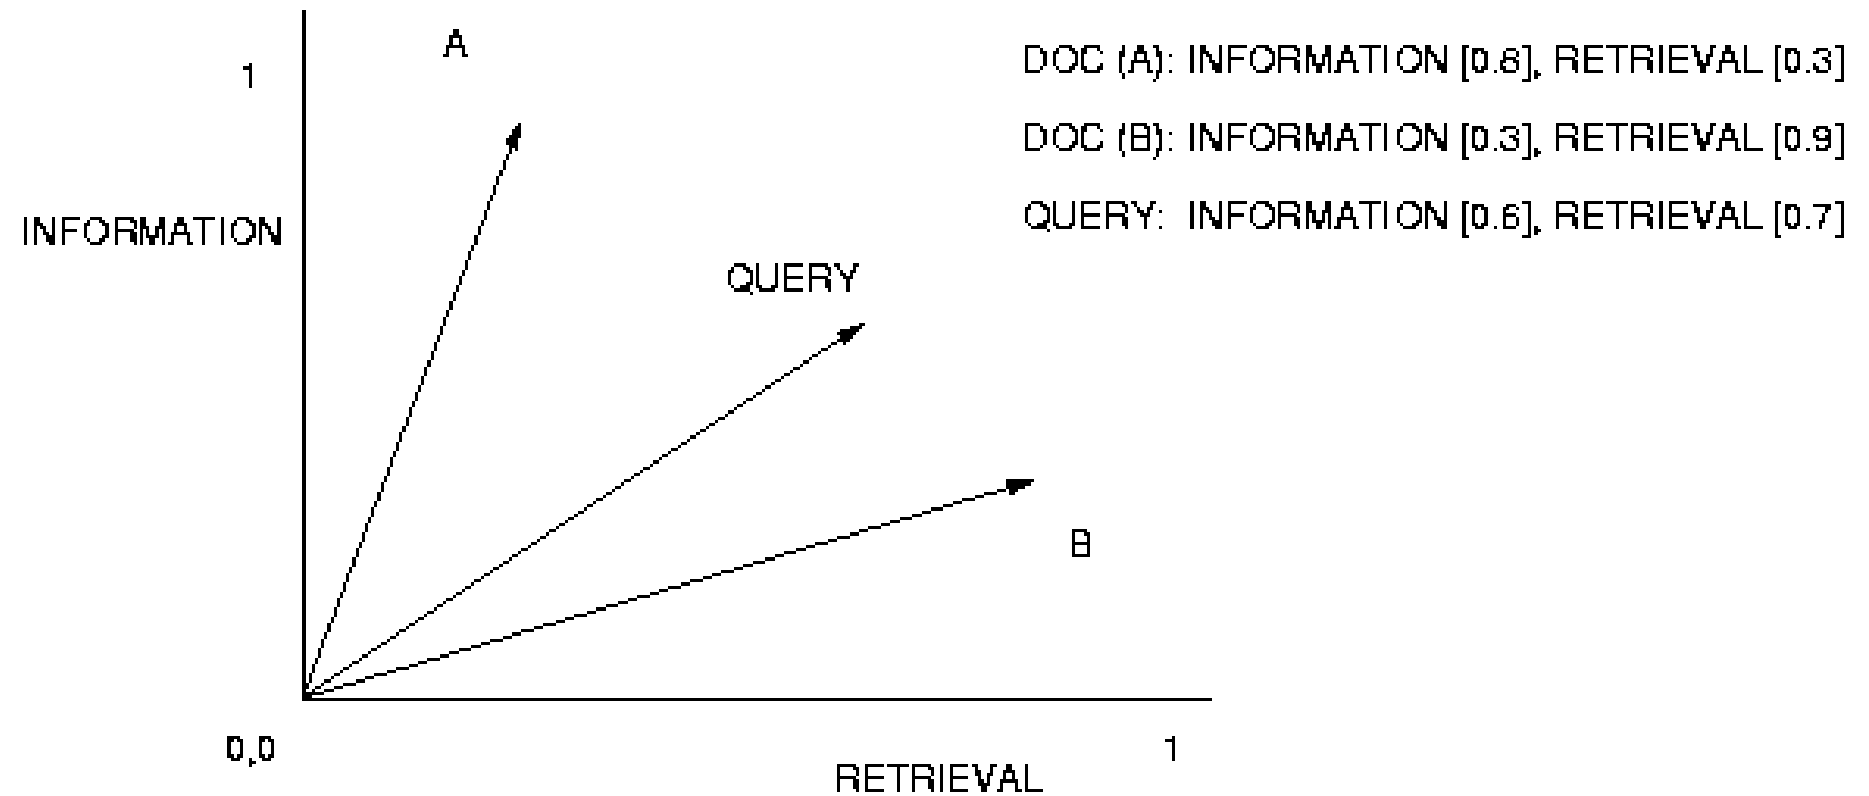 A
1
DOC (A): INFORMATION [0.8], RETRIEVAL [0.3]
DOC (B): INFORMATION [0.3], RETRIEVAL [0.9]
QUERY: INFORMATION [0.6], RETRIEVAL [0.7]
INFORMATION
QUERY
B
0,0
1
RETRIEVAL